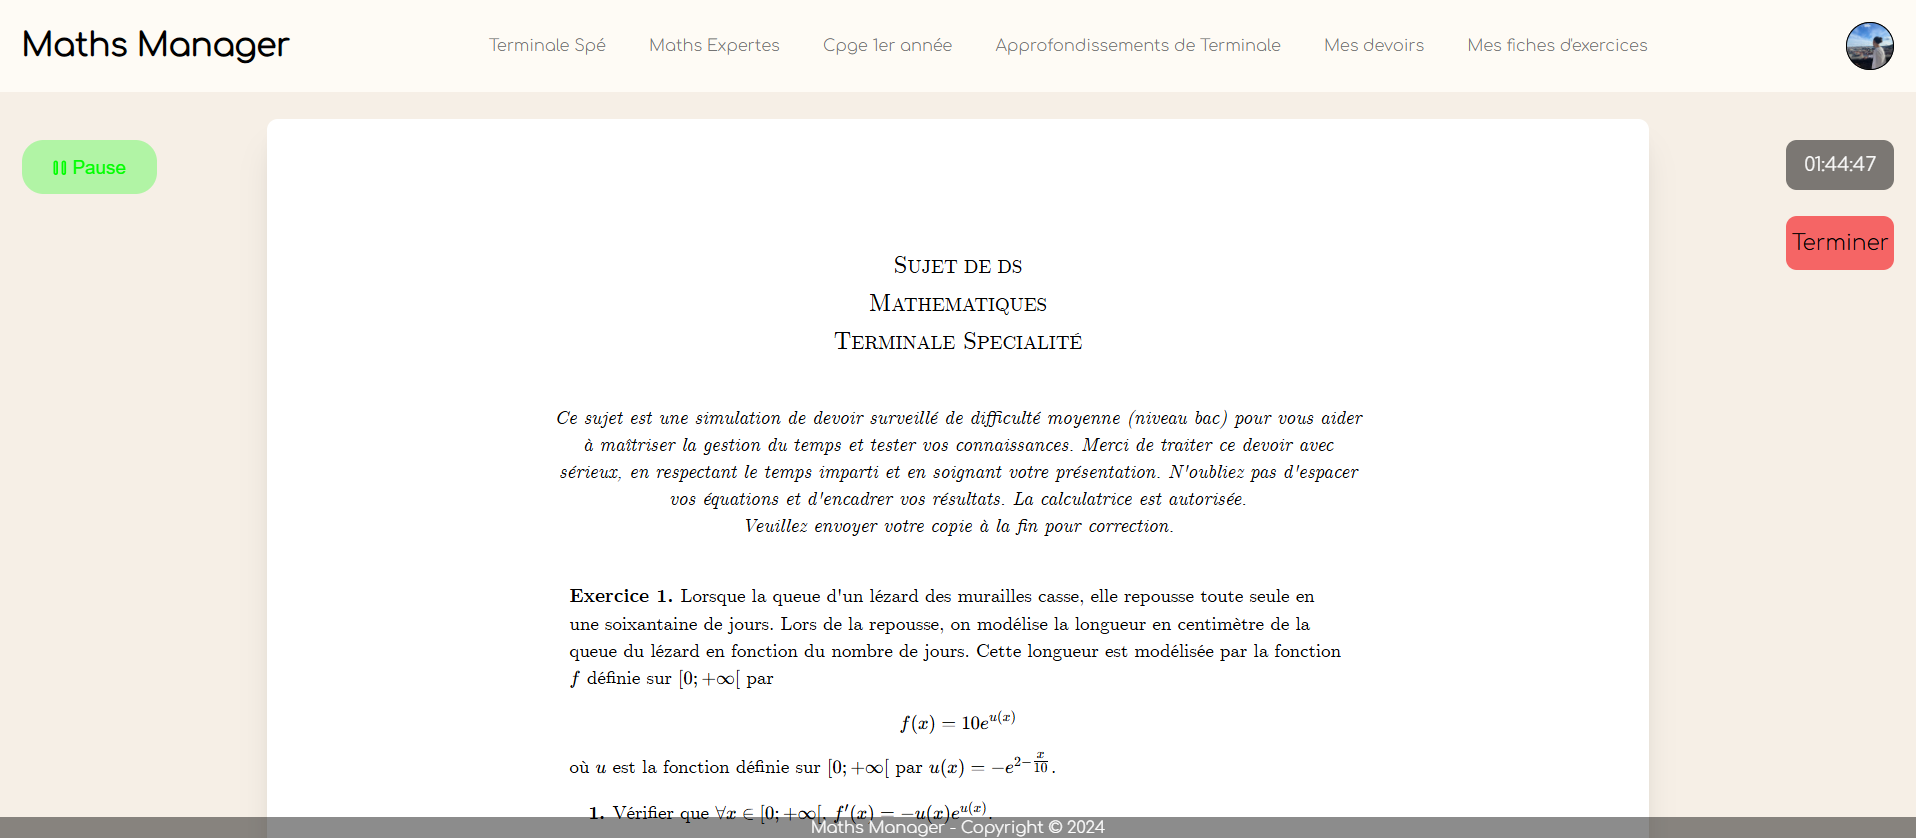 Maths Manager
Terminale Spé
Maths Expertes
Cpge 1er année
Approfondissements de Terminale
Mes devoirs
Mes fiches d'exercices
Pause
01:44:47
Terminer
Sujet de ds
Mathematiques
Terminale Specialité
Ce sujet est une simulation de devoir surveillé de difficulté moyenne (niveau bac) pour vous aider
à maîtriser la gestion du temps et tester vos connaissances. Merci de traiter ce devoir avec
sérieux, en respectant le temps imparti et en soignant votre présentation. N'oubliez pas d'espacer
vos équations et d'encadrer vos résultats. La calculatrice est autorisée.
Veuillez envoyer votre copie à la fin pour correction.
Exercice 1. Lorsque la queue d'un lézard des murailles casse, elle repousse toute seule en
une soixantaine de jours. Lors de la repousse, on modélise la longueur en centimètre de la
queue du lézard en fonction du nombre de jours. Cette longueur est modélisée par la fonction
f définie sur [0; +∞[ par
f(x) = 10e^{u(x)}
où u est la fonction définie sur [0; +∞[ par u(x) = −e^{2−\frac{x}{10}}.
1. Vérifier que ∀x ∈ [0; +∞[, f′(x) = −u(x)e^{u(x)}.
Maths Manager - Copyright © 2024